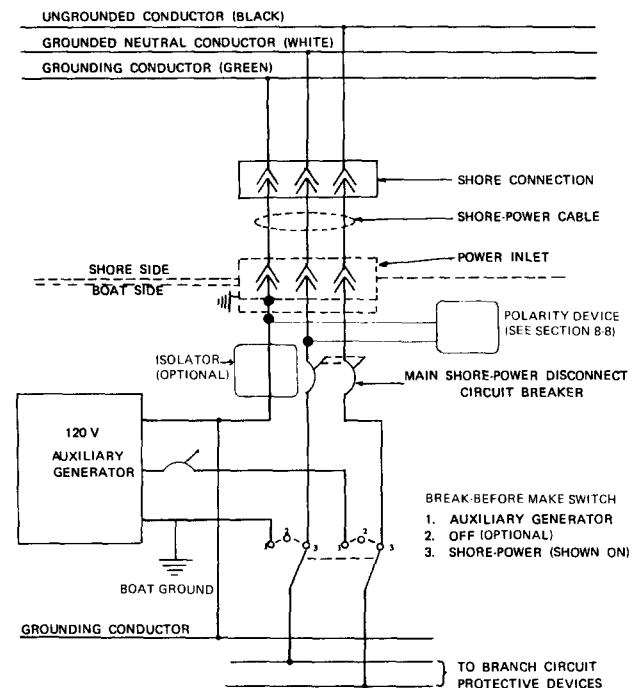 UNGROUNDED CONDUCTOR (BLACK)
GROUNDED NEUTRAL CONDUCTOR (WHITE)
GROUNDING CONDUCTOR (GREEN)
SHORE CONNECTION
SHORE-POWER CABLE
POWER INLET
SHORE SIDE
BOAT SIDE
POLARITY DEVICE
(SEE SECTION 8-8)
ISOLATOR
(OPTIONAL)
MAIN SHORE-POWER DISCONNECT
CIRCUIT BREAKER
120 V
AUXILIARY
GENERATOR
BREAK-BEFORE MAKE SWITCH
1. AUXILIARY GENERATOR
2. OFF (OPTIONAL)
3. SHORE-POWER (SHOWN ON)
1 2 3 1 2 3
BOAT GROUND
GROUNDING CONDUCTOR
TO BRANCH CIRCUIT
PROTECTIVE DEVICES